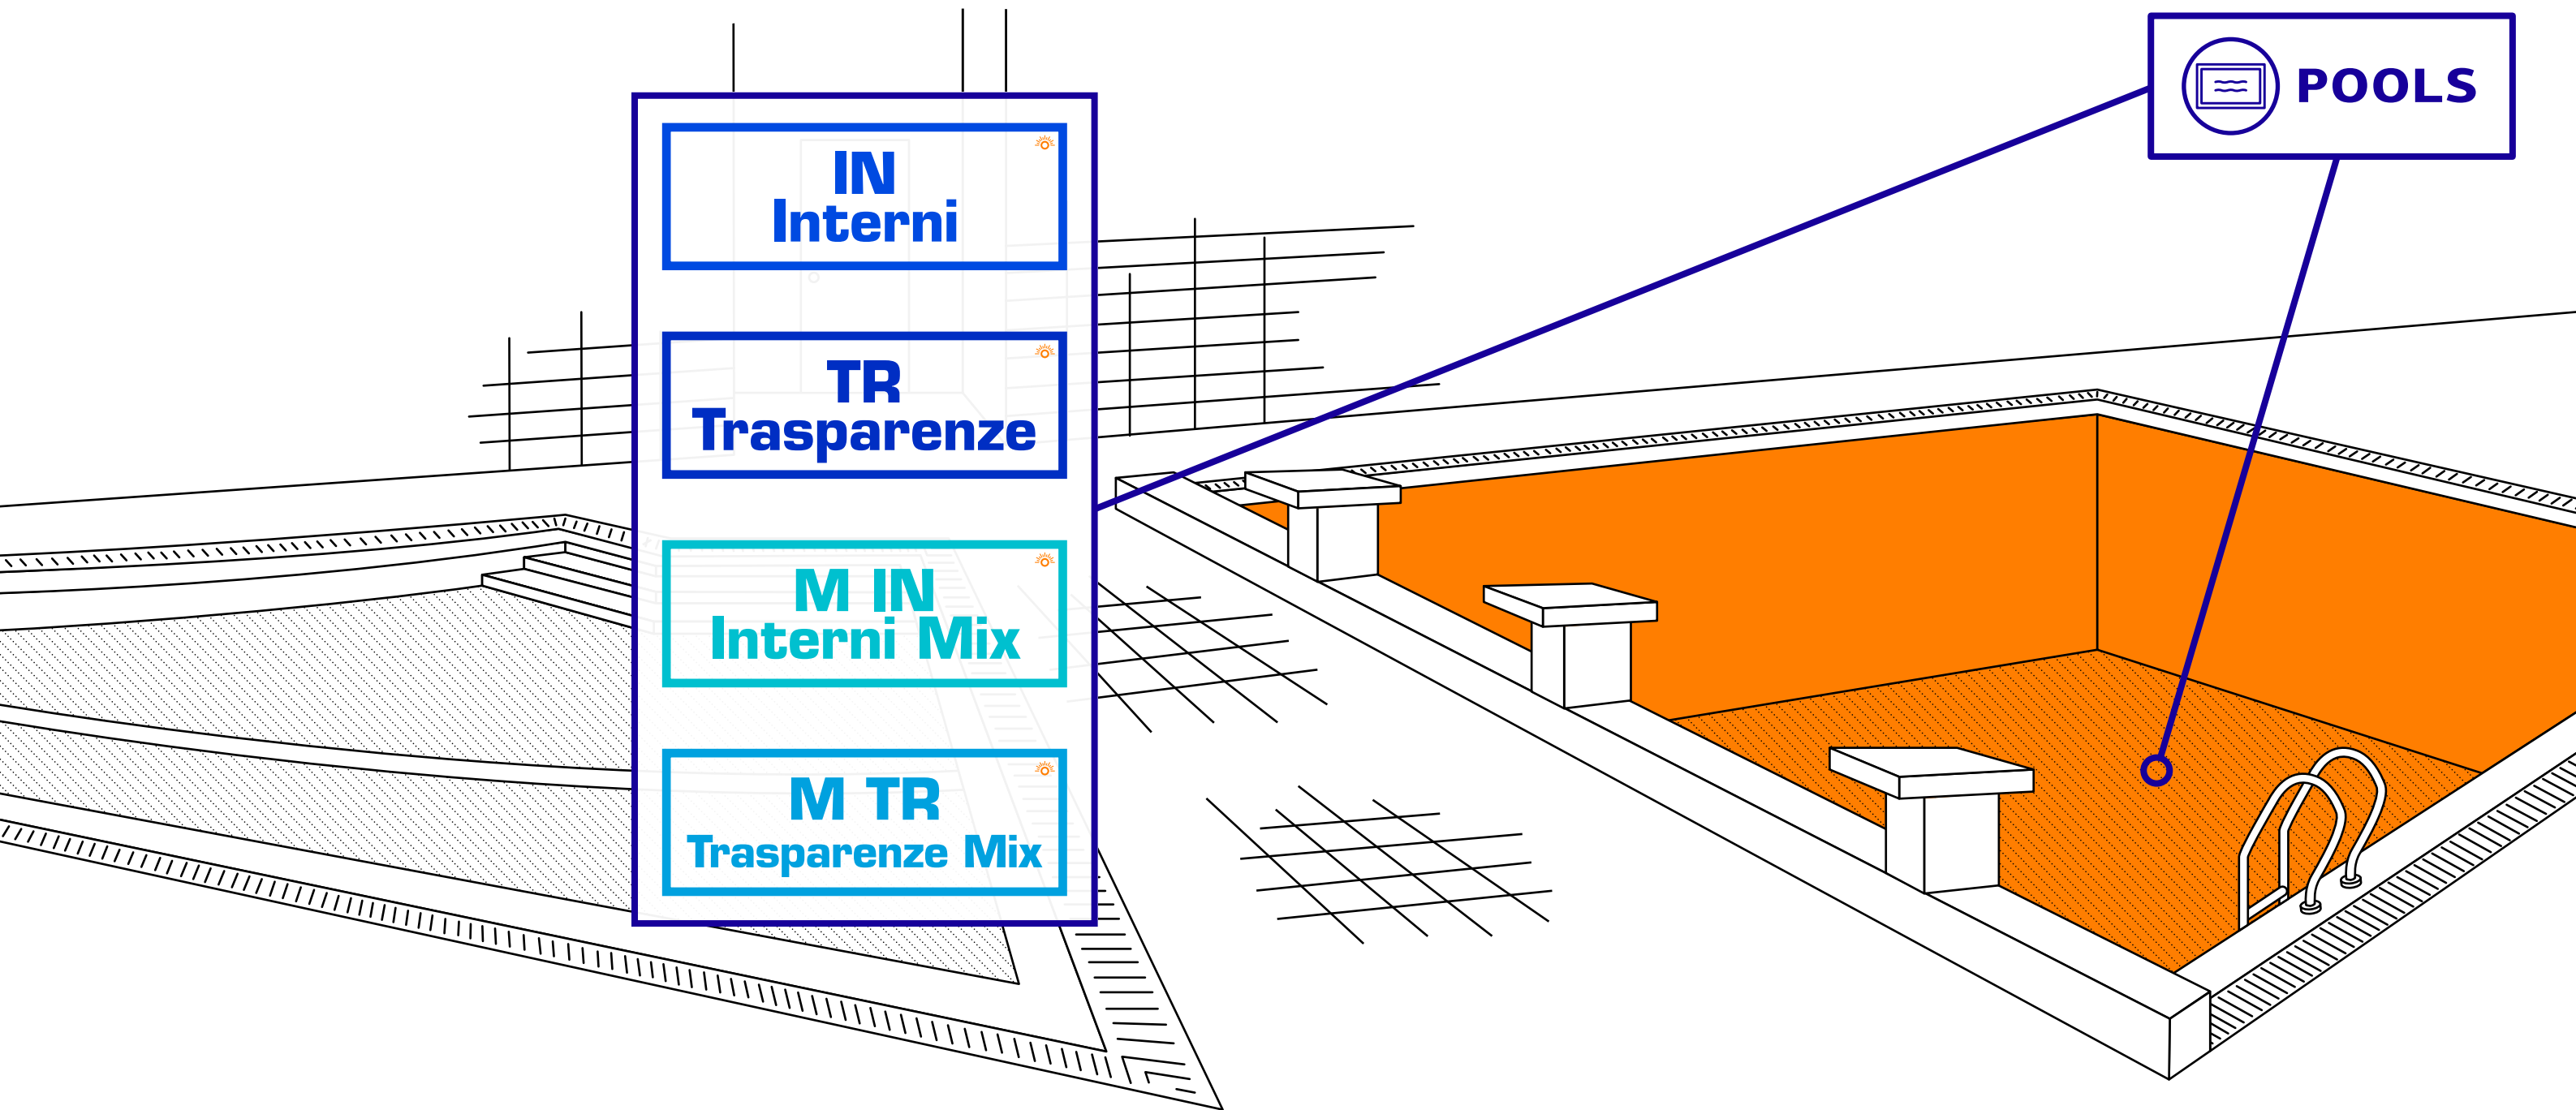 POOLS
IN
Interni
TR
Trasparenze
M IN
Interni Mix
M TR
Trasparenze Mix